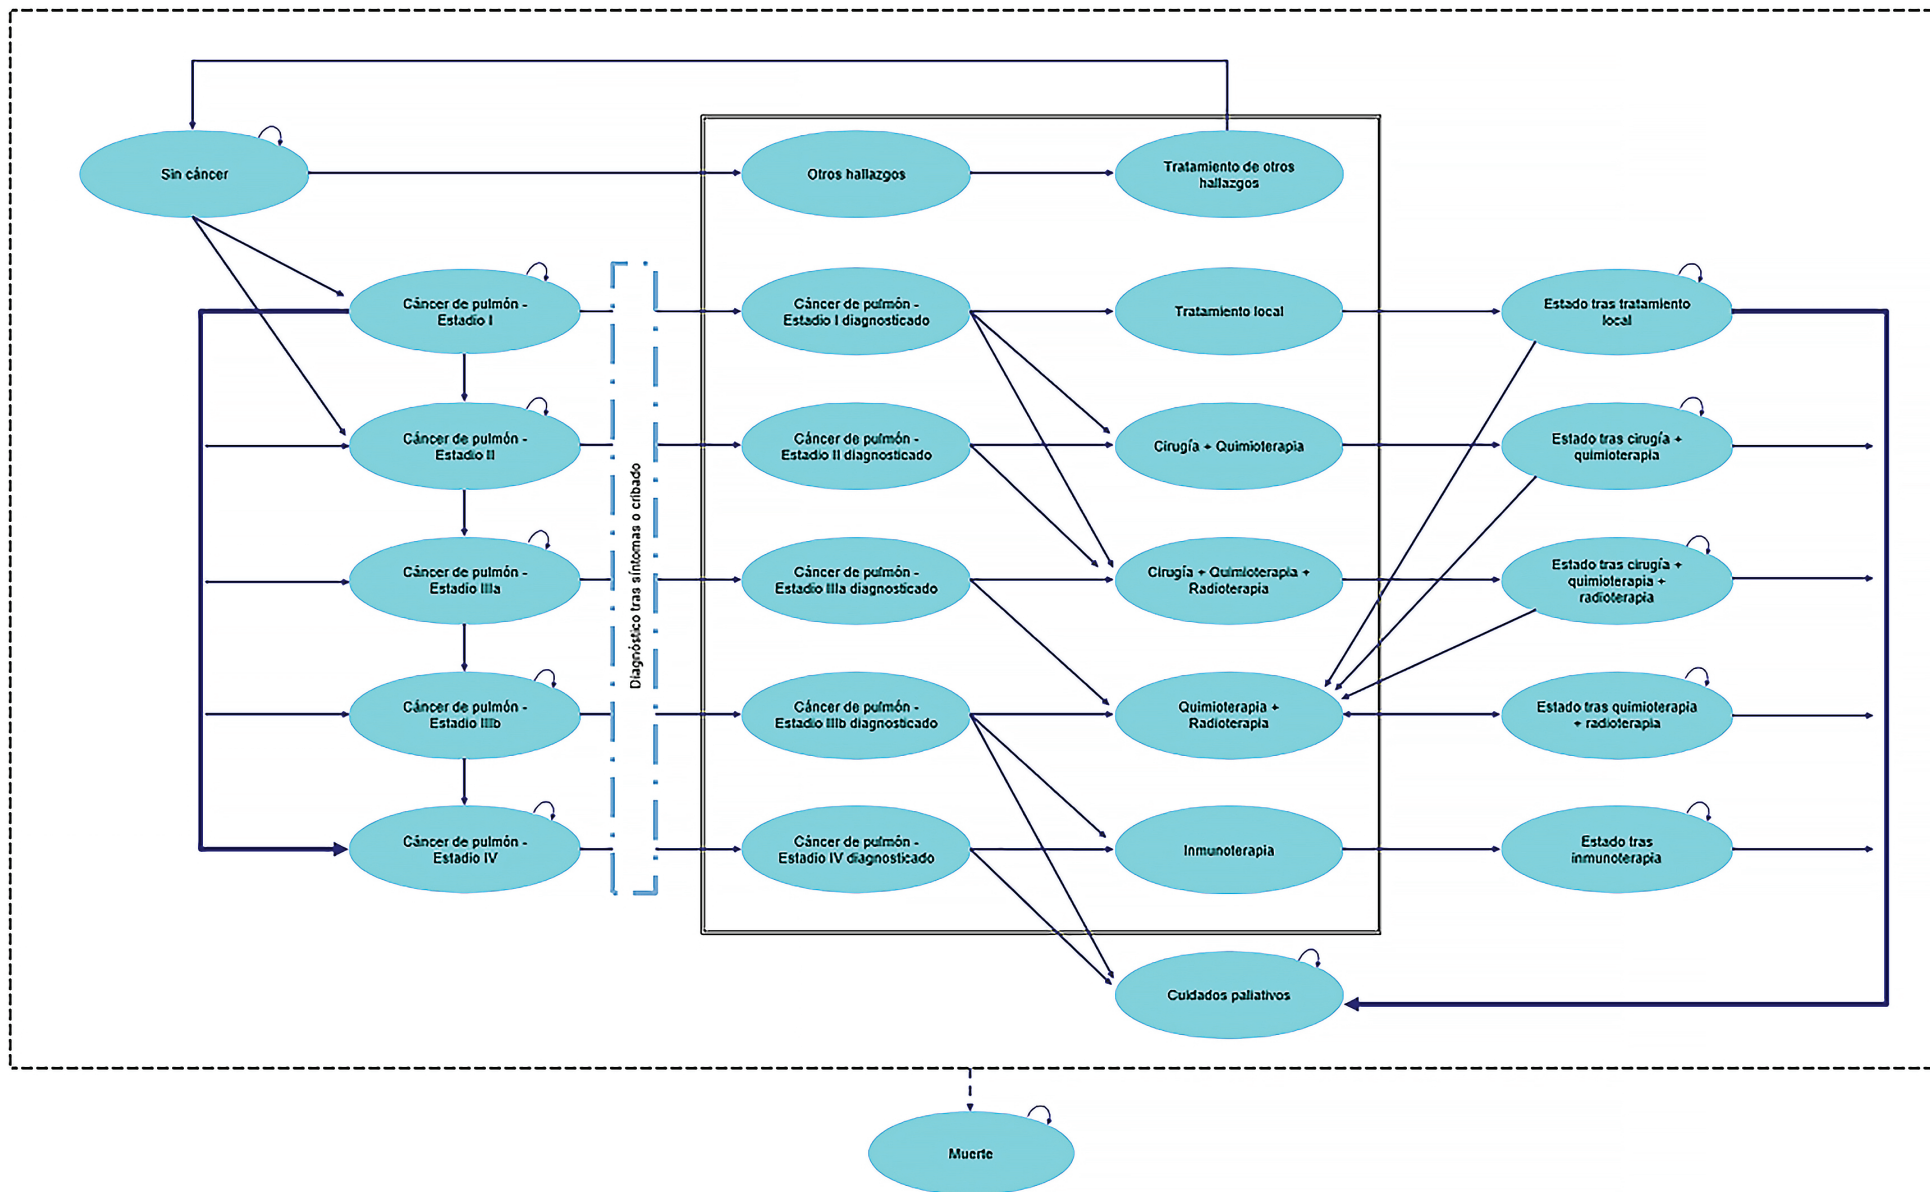 Sin cáncer
Otros hallazgos
Tratamiento de otros
hallazgos
Cáncer de pulmón -
Estadio I
Cáncer de pulmón -
Estadio I diagnosticado
Tratamiento local
Estado tras tratamiento
local
Cáncer de pulmón -
Estadio II
Cáncer de pulmón -
Estadio II diagnosticado
Cirugía + Quimioterapia
Estado tras cirugía +
quimioterapia
Diagnóstico tras síntomas o cribado
Cáncer de pulmón -
Estadio IIIa
Cáncer de pulmón -
Estadio IIIa diagnosticado
Cirugía + Quimioterapia +
Radioterapia
Estado tras cirugía +
quimioterapia +
radioterapia
Cáncer de pulmón -
Estadio IIIb
Cáncer de pulmón -
Estadio IIIb diagnosticado
Quimioterapia +
Radioterapia
Estado tras quimioterapia
+ radioterapia
Cáncer de pulmón -
Estadio IV
Cáncer de pulmón -
Estadio IV diagnosticado
Inmunoterapia
Estado tras
inmunoterapia
Cuidados paliativos
Muerte